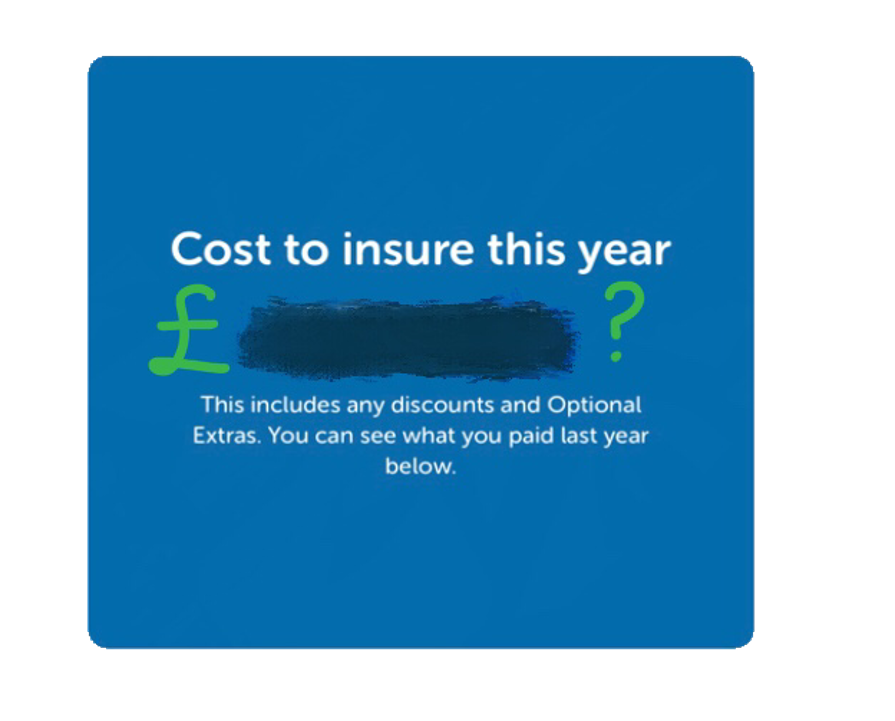 Cost to insure this year
£ ?
This includes any discounts and Optional
Extras. You can see what you paid last year
below.